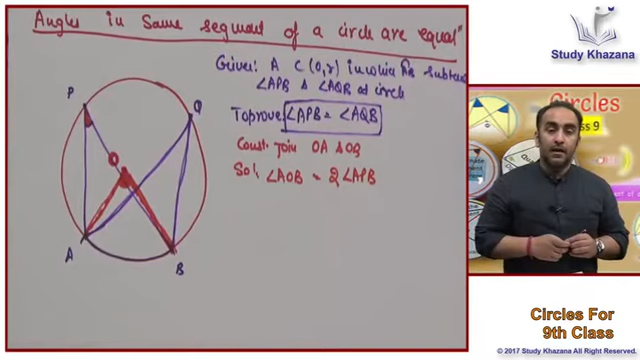 Angles in Same segment of a circle are equal"
Study Khazana
Given: A C (O,r) in which AB subtend
∠APB & ∠AQB at circle
Circles
class 9
To prove ∠APB = ∠AQB
Const: join OA & OB
Sol: ∠AOB = 2 ∠APB
P
Q
O
A
B
Circles For
9th Class
© 2017 Study Khazana. All Right Reserved.